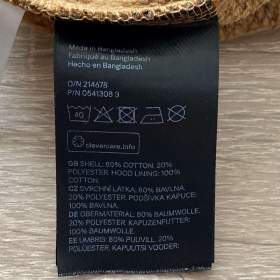 Made in Bangladesh
Fabriqué au Bangladesh
Hecho en Bangladesh
O/N 214678
P/N 0541308 3
40
clevercare.info
GB SHELL: 80% COTTON, 20%
POLYESTER. HOOD LINING: 100%
COTTON.
CZ SVRCHNÍ LÁTKA: 80% BAVLNA,
20% POLYESTER. PODŠÍVKA KAPUCE:
100% BAVLNA.
DE OBERMATERIAL: 80% BAUMWOLLE,
20% POLYESTER. KAPUZENFUTTER:
100% BAUMWOLLE
EE ÜMBRIS: 80% PUUVILL, 20%
POLÜESTER. KAPUUTSI VOODER: